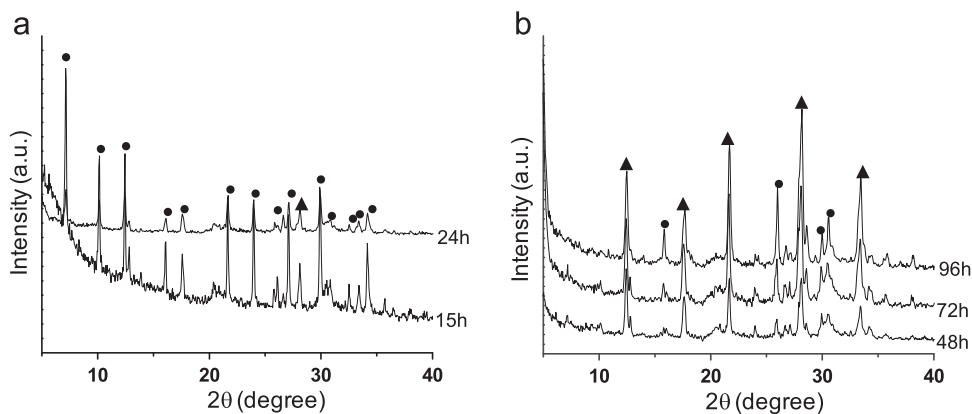 a
Intensity (a.u.)
24h
15h
10 20 30 40
2θ (degree)
b
Intensity (a.u.)
96h
72h
48h
10 20 30 40
2θ (degree)